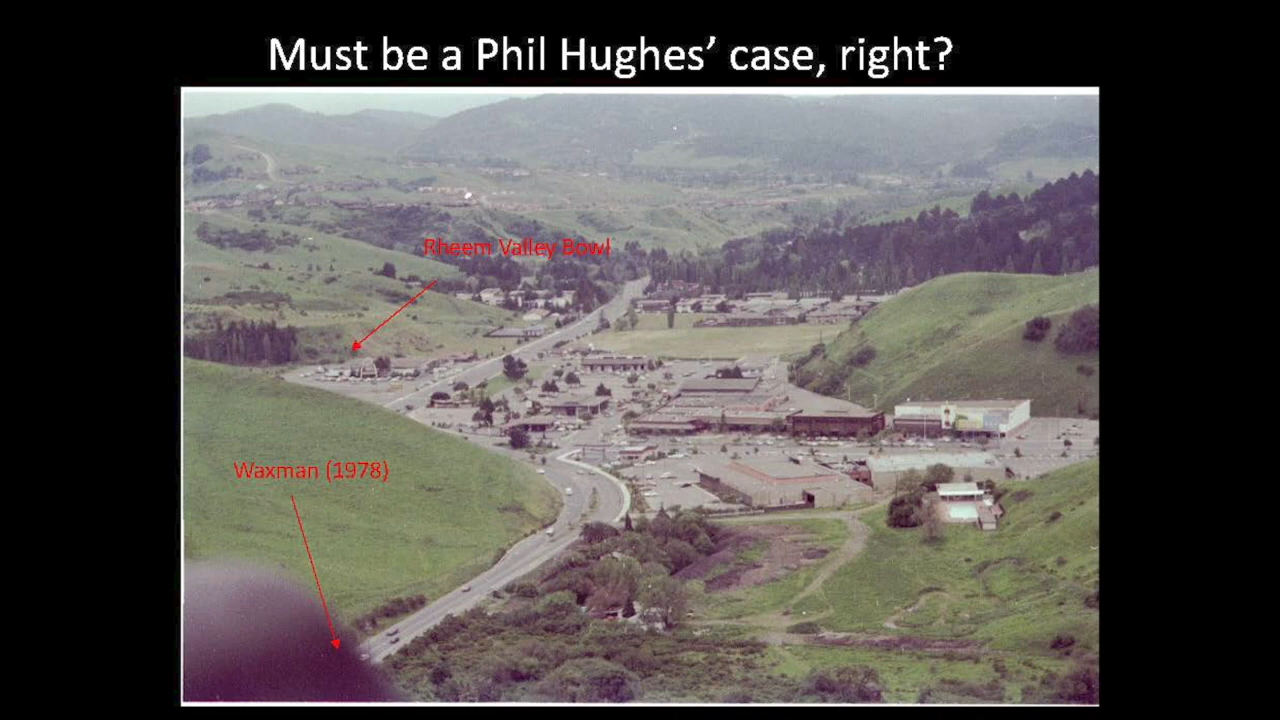 Must be a Phil Hughes’ case, right?
Rheem Valley Bowl
Waxman (1978)